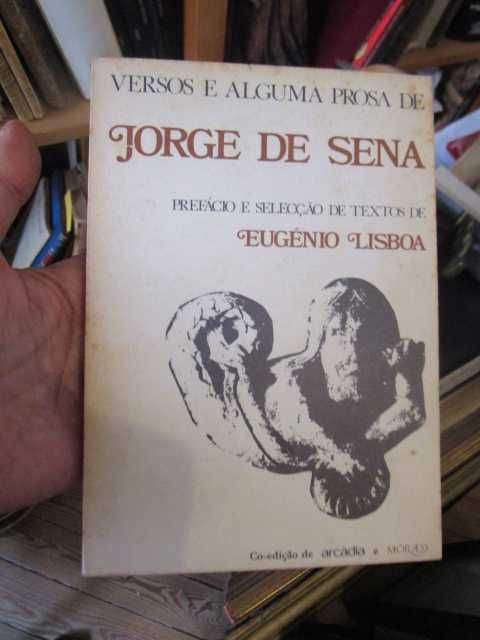 VERSOS E ALGUMA PROSA DE
JORGE DE SENA
PREFÁCIO E SELECÇÃO DE TEXTOS DE
EUGÉNIO LISBOA
Co-edição de arcádia e MORAES